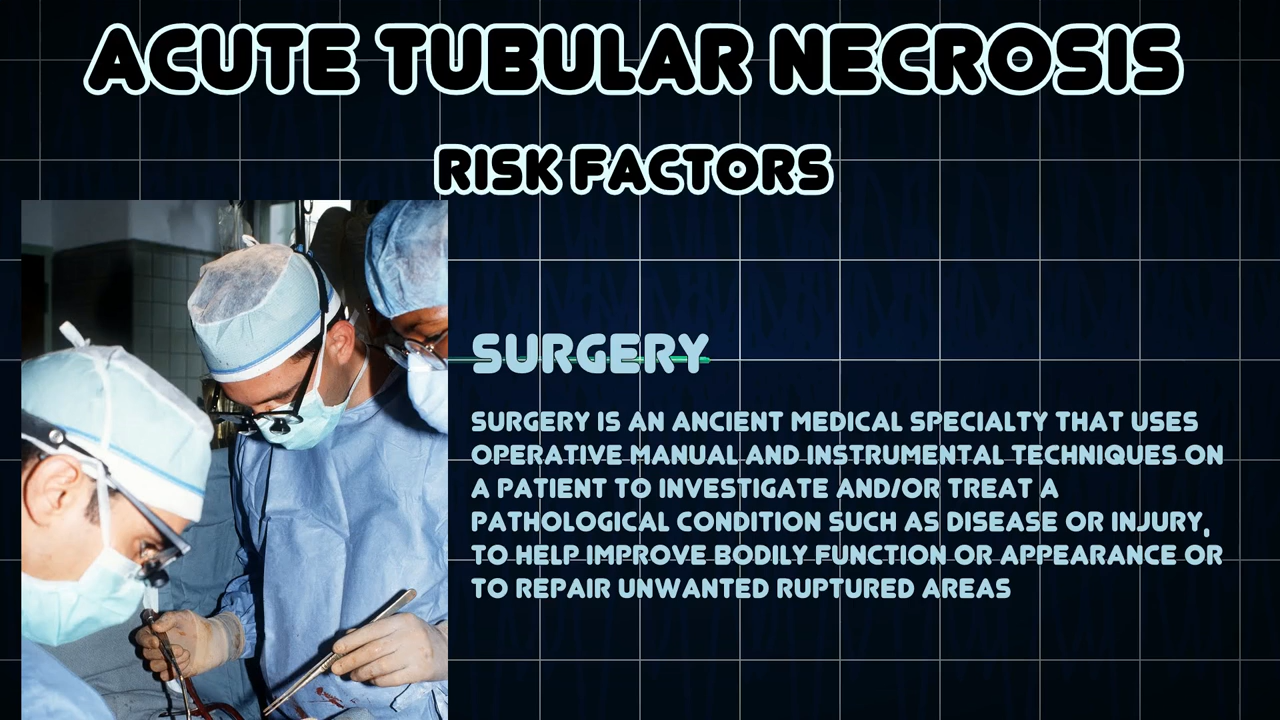 ACUTE TUBULAR NECROSIS
RISK FACTORS
SURGERY
SURGERY IS AN ANCIENT MEDICAL SPECIALTY THAT USES
OPERATIVE MANUAL AND INSTRUMENTAL TECHNIQUES ON
A PATIENT TO INVESTIGATE AND/OR TREAT A
PATHOLOGICAL CONDITION SUCH AS DISEASE OR INJURY,
TO HELP IMPROVE BODILY FUNCTION OR APPEARANCE OR
TO REPAIR UNWANTED RUPTURED AREAS